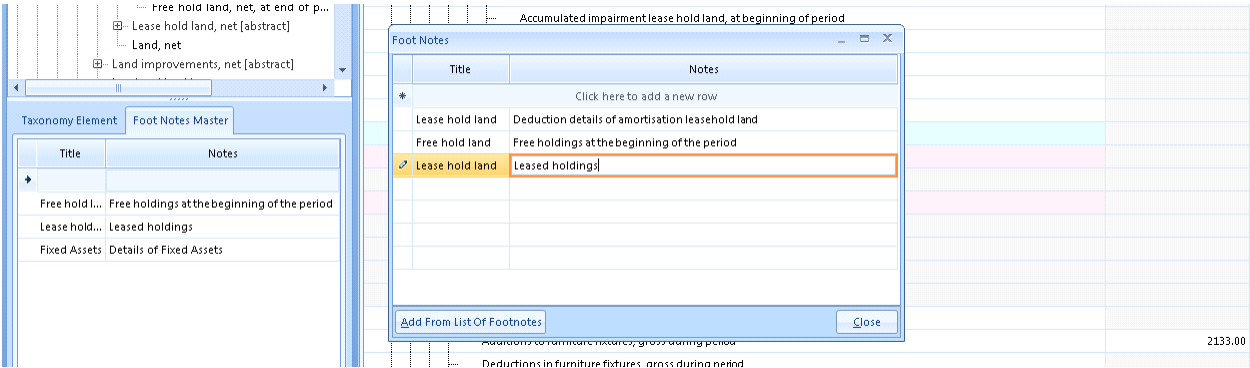 Free hold land, net, at end of p...
Lease hold land, net [abstract]
Land, net
Land improvements, net [abstract]
Taxonomy Element
Foot Notes Master
Title
Notes
Free hold l...
Free holdings at the beginning of the period
Lease hold...
Leased holdings
Fixed Assets
Details of Fixed Assets
Accumulated impairment lease hold land, at beginning of period
Foot Notes
Title
Notes
Click here to add a new row
Lease hold land
Deduction details of amortisation leasehold land
Free hold land
Free holdings at the beginning of the period
Lease hold land
Leased holdings
Add From List Of Footnotes
Close
Additions to furniture fixtures, gross during period
2133.00
Deductions in furniture fixtures, gross during period